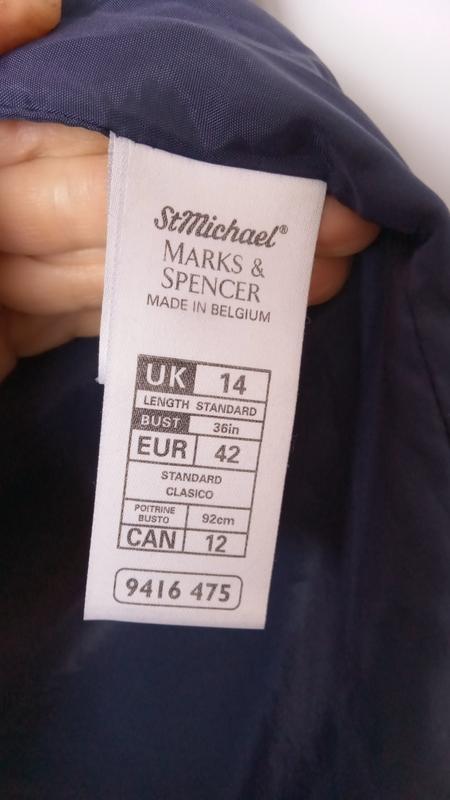 StMichael®
MARKS &
SPENCER
MADE IN BELGIUM
UK 14
LENGTH STANDARD
BUST 36in
EUR 42
STANDARD
CLASICO
POITRINE
BUSTO 92cm
CAN 12
9416 475